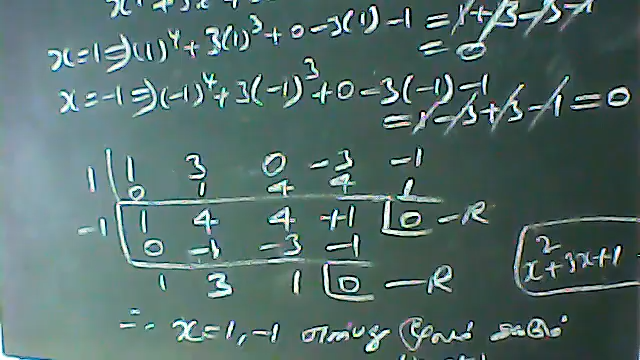 x=1⇒(1)⁴+3(1)³+0-3(1)-1=1+3-3-1
=0
x=-1⇒(-1)⁴+3(-1)³+0-3(-1)-1
=1-3+3-1=0
1 | 1 3 0 -3 -1
0 1 4 4 1
-1 | 1 4 4 +1 | 0 -R
0 -1 -3 -1
1 3 1 | 0 -R
x²+3x+1
∴ x=1, -1